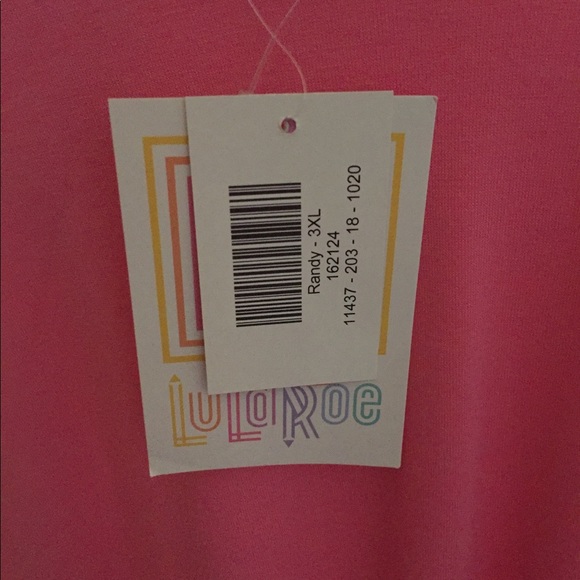 Randy - 3XL
162124
11437 - 203 - 18 - 1020
LuLaRoe